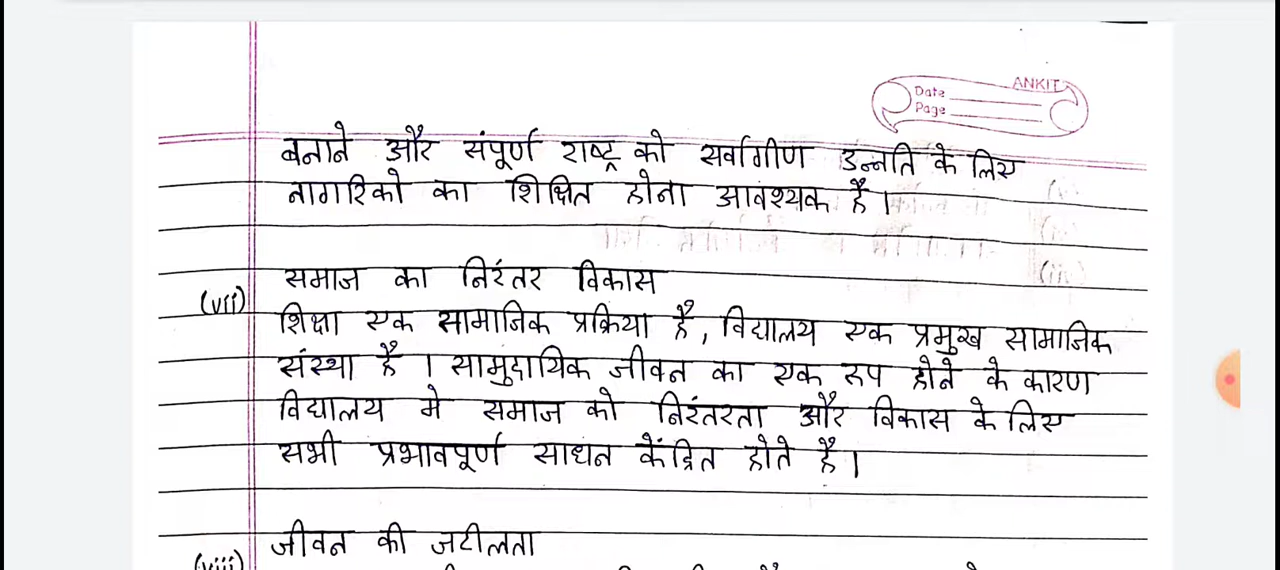 ANKIT
Date
Page
बनाने और संपूर्ण राष्ट्र को सर्वागीण उन्नति के लिए
नागरिको का शिक्षित होना आवश्यक है।
समाज का निरंतर विकास
(vii)
शिक्षा एक सामाजिक प्रक्रिया है, विद्यालय एक प्रमुख सामाजिक
संस्था है। सामुदायिक जीवन का एक रूप होने के कारण
विद्यालय मे समाज को निरंतरता और विकास के लिए
सभी प्रभावपूर्ण साधन केंद्रित होते है।
जीवन की जटीलता
(viii)